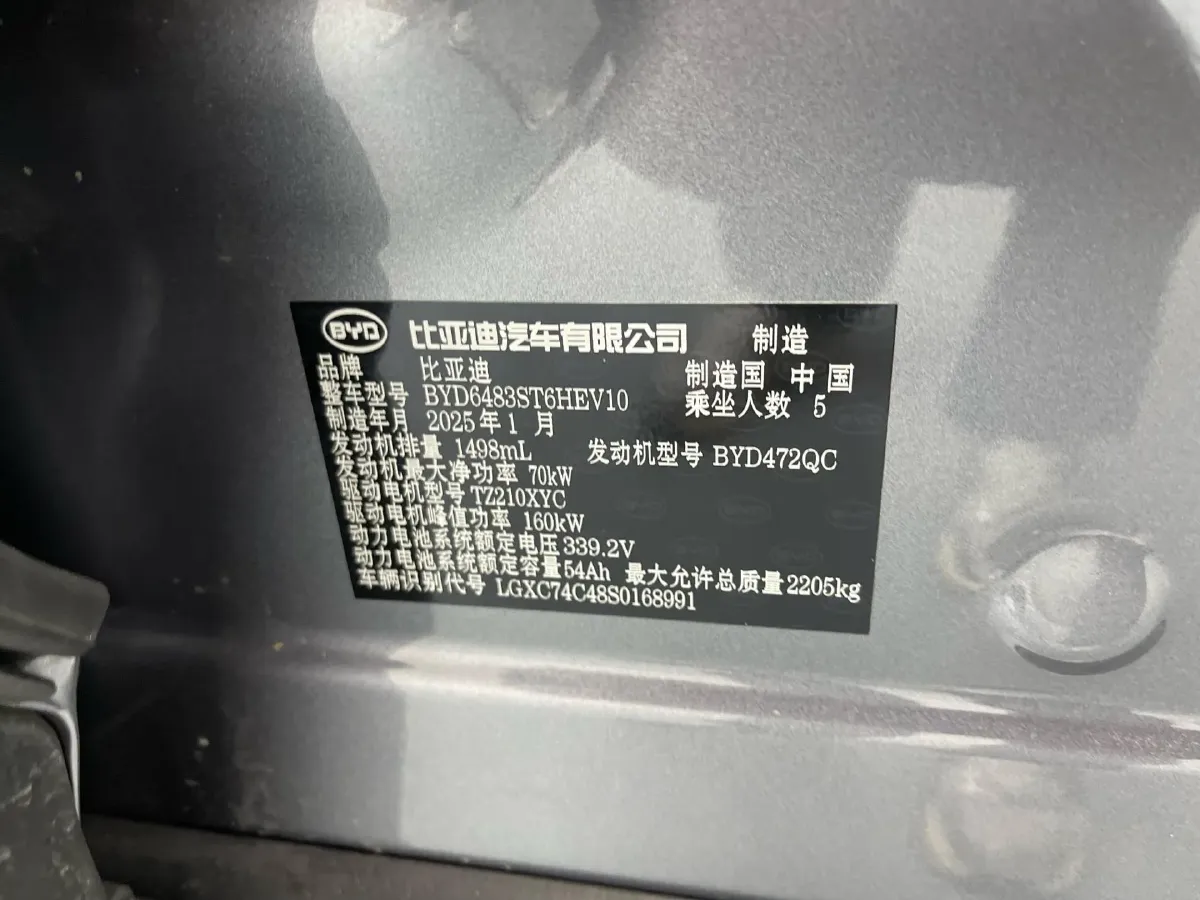 BYD 比亚迪汽车有限公司 制造
品牌 比亚迪 制造国 中国
整车型号 BYD6483ST6HEV10 乘坐人数 5
制造年月 2025年1月
发动机排量 1498mL 发动机型号 BYD472QC
发动机最大净功率 70kW
驱动电机型号 TZ210XYC
驱动电机峰值功率 160kW
动力电池系统额定电压 339.2V
动力电池系统额定容量 54Ah 最大允许总质量 2205kg
车辆识别代号 LGXC74C48S0168991